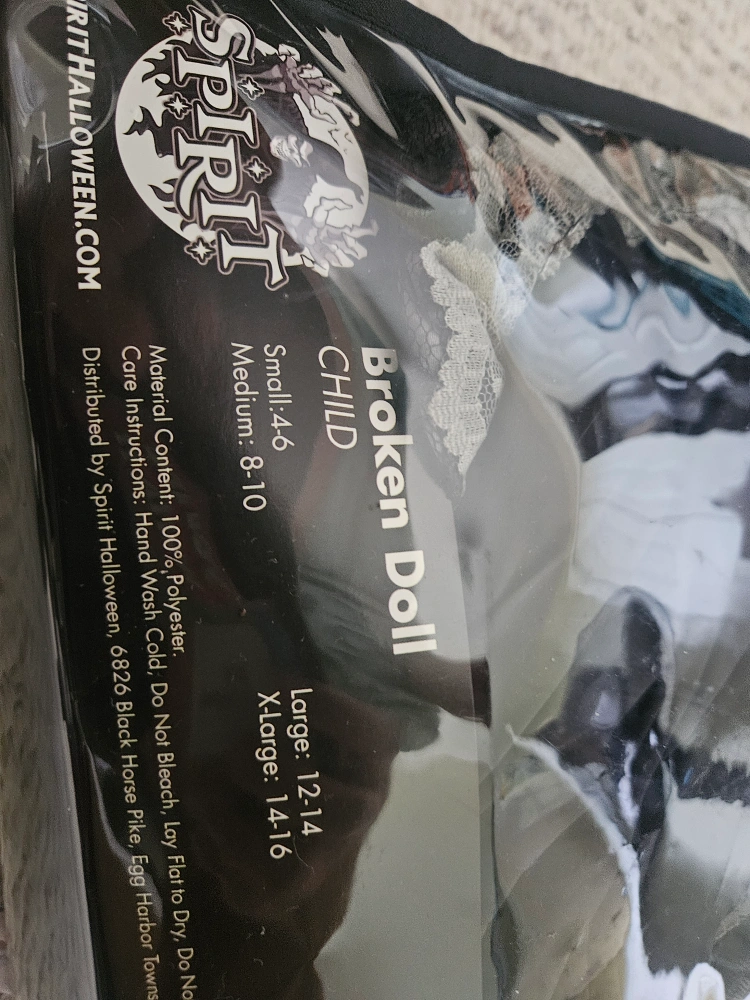 SPIRIT
IRITHALLOWEEN.COM
Broken Doll
CHILD
Small: 4-6
Medium: 8-10
Large: 12-14
X-Large: 14-16
Material Content: 100% Polyester.
Care Instructions: Hand Wash Cold, Do Not Bleach, Lay Flat to Dry, Do No
Distributed by Spirit Halloween, 6826 Black Horse Pike, Egg Harbor Towns